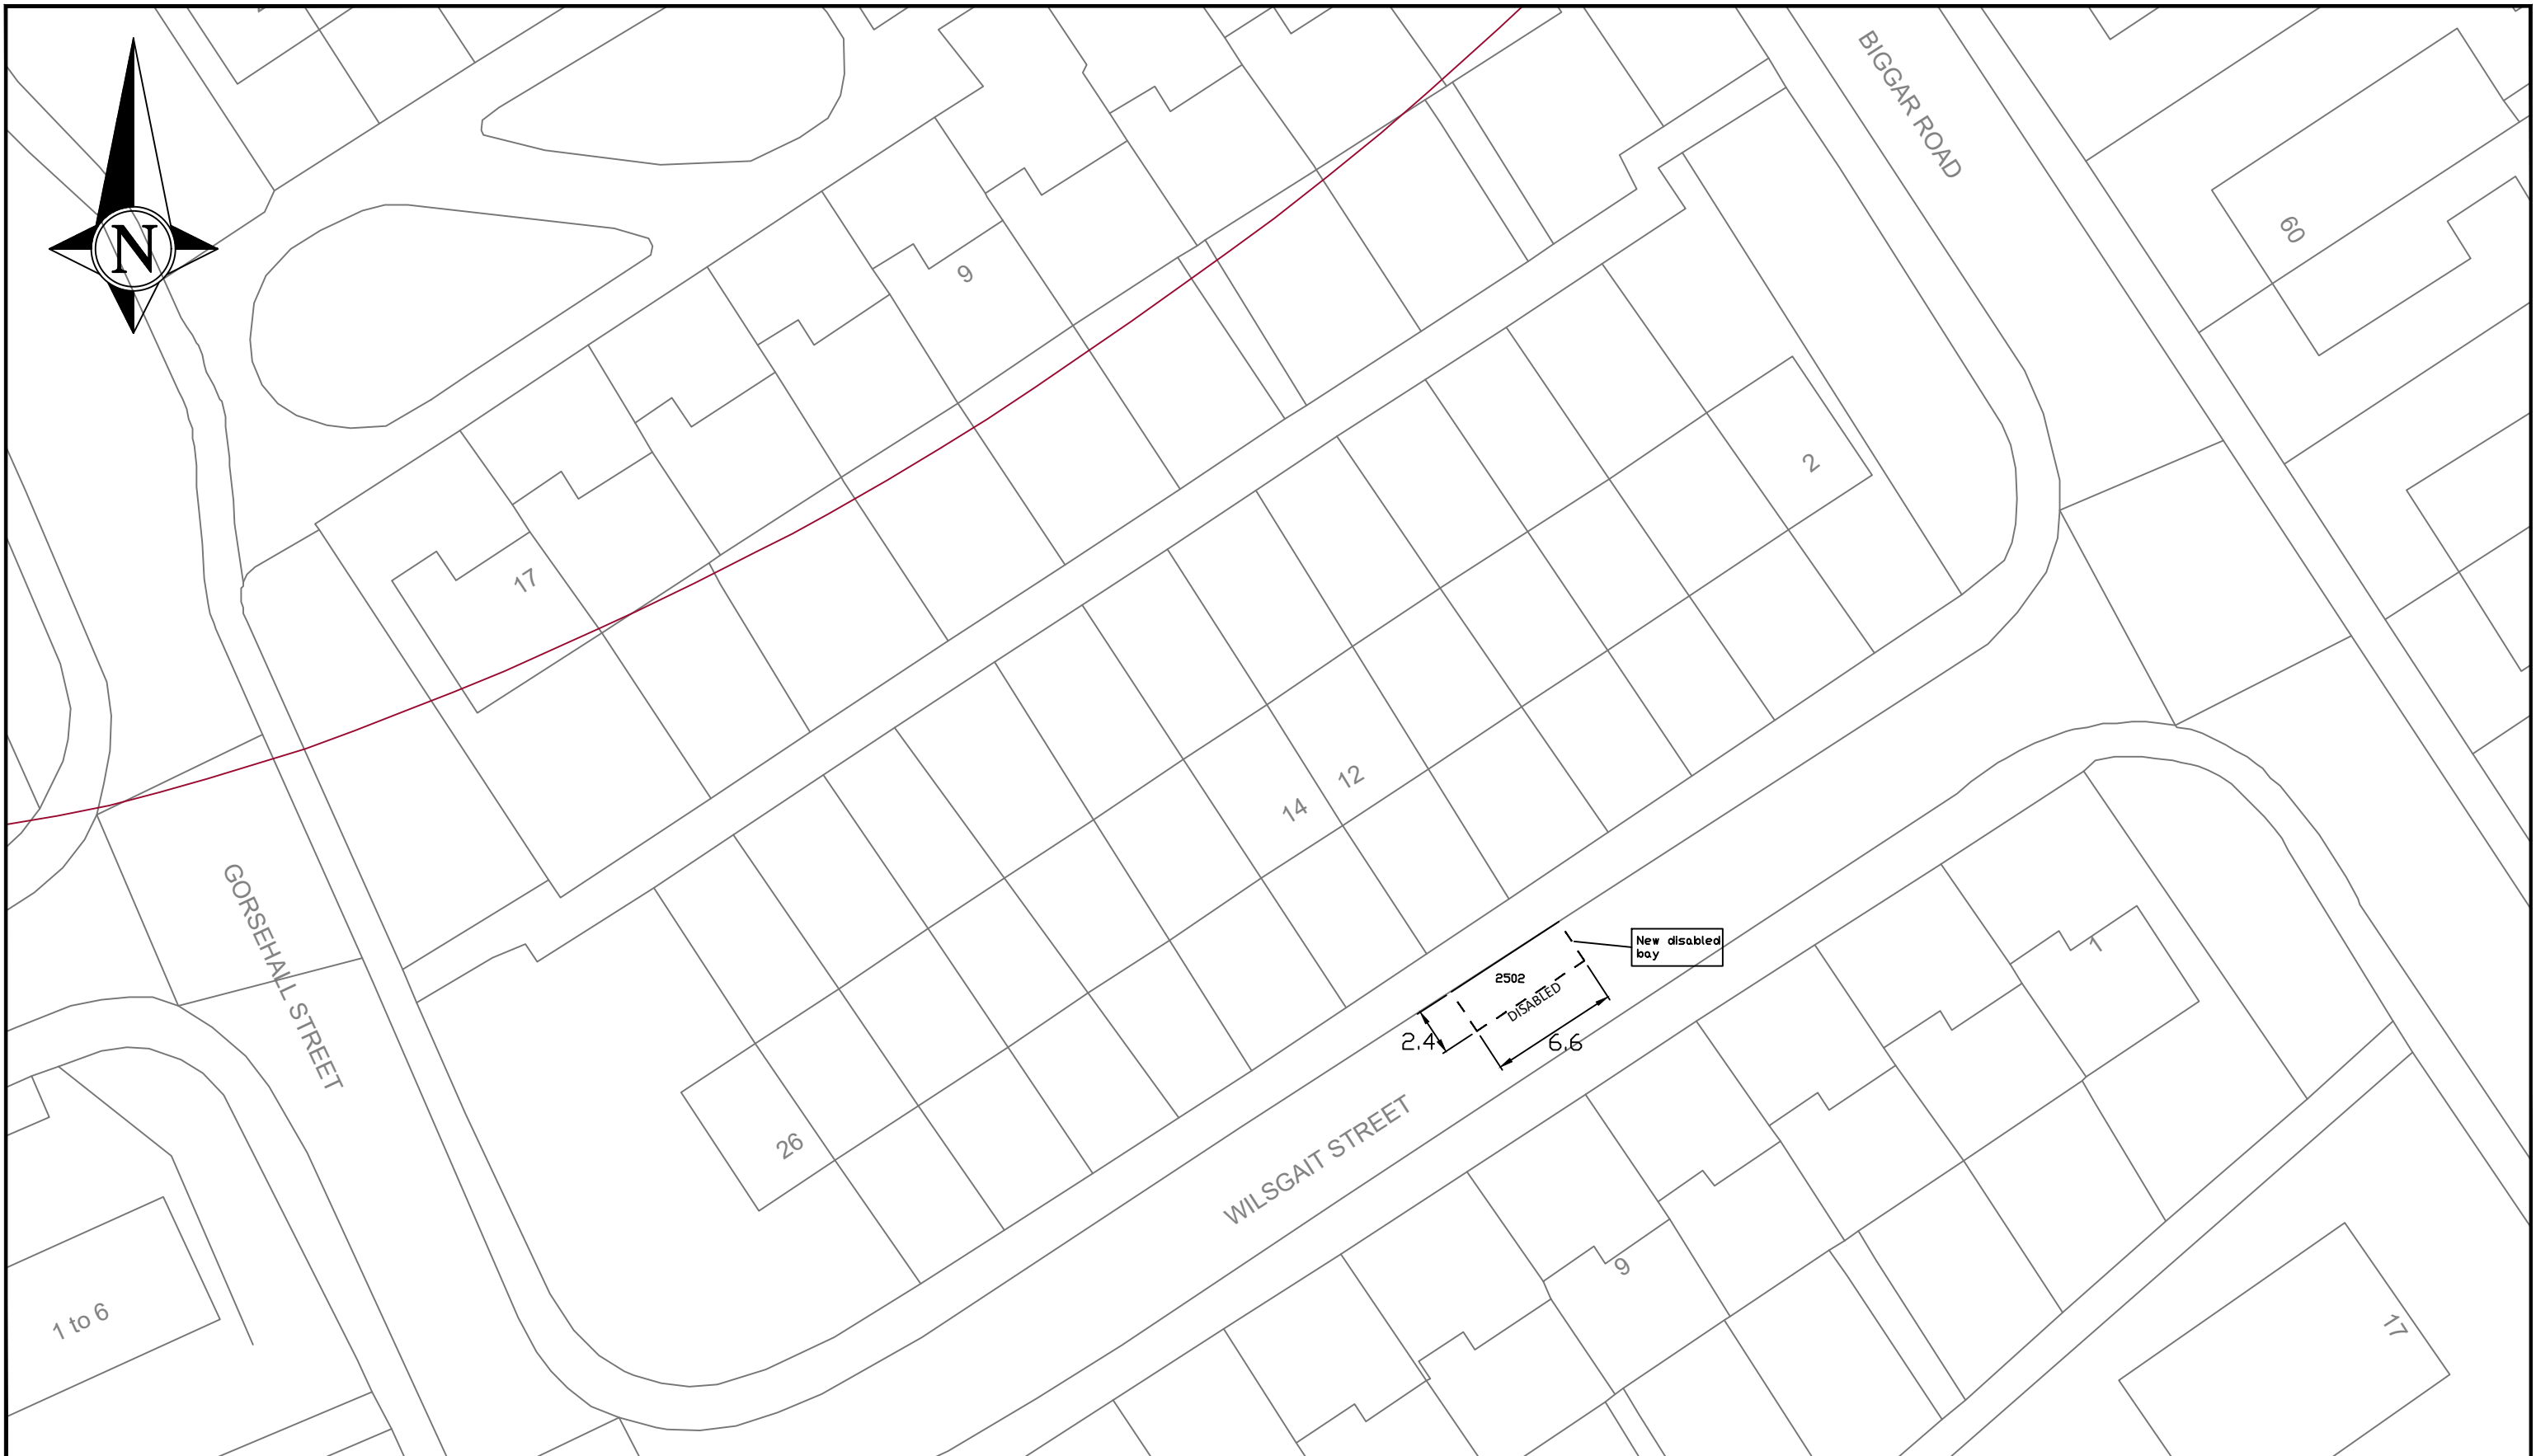 BIGGAR ROAD
N
60
9
2
17
12
14
GORSEHALL STREET
New disabled
bay
1
2502
DISABLED
2.4
6.6
WILSGAIT STREET
26
9
1 to 6
17